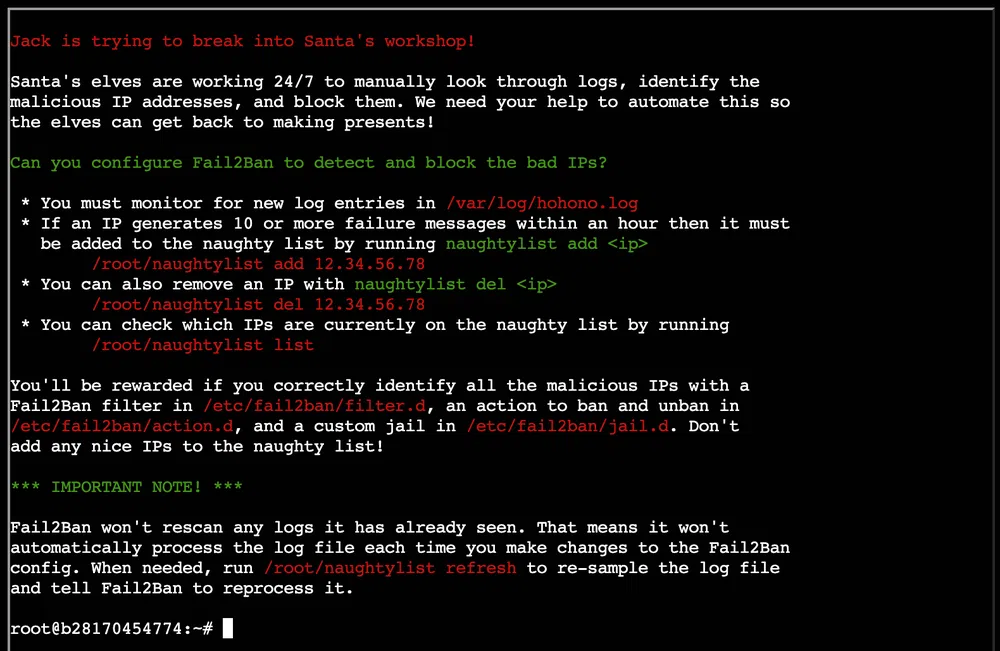 Jack is trying to break into Santa's workshop!
Santa's elves are working 24/7 to manually look through logs, identify the
malicious IP addresses, and block them. We need your help to automate this so
the elves can get back to making presents!
Can you configure Fail2Ban to detect and block the bad IPs?
* You must monitor for new log entries in /var/log/hohono.log
* If an IP generates 10 or more failure messages within an hour then it must
be added to the naughty list by running naughtylist add <ip>
/root/naughtylist add 12.34.56.78
* You can also remove an IP with naughtylist del <ip>
/root/naughtylist del 12.34.56.78
* You can check which IPs are currently on the naughty list by running
/root/naughtylist list
You'll be rewarded if you correctly identify all the malicious IPs with a
Fail2Ban filter in /etc/fail2ban/filter.d, an action to ban and unban in
/etc/fail2ban/action.d, and a custom jail in /etc/fail2ban/jail.d. Don't
add any nice IPs to the naughty list!
*** IMPORTANT NOTE! ***
Fail2Ban won't rescan any logs it has already seen. That means it won't
automatically process the log file each time you make changes to the Fail2Ban
config. When needed, run /root/naughtylist refresh to re-sample the log file
and tell Fail2Ban to reprocess it.
root@b28170454774:~#